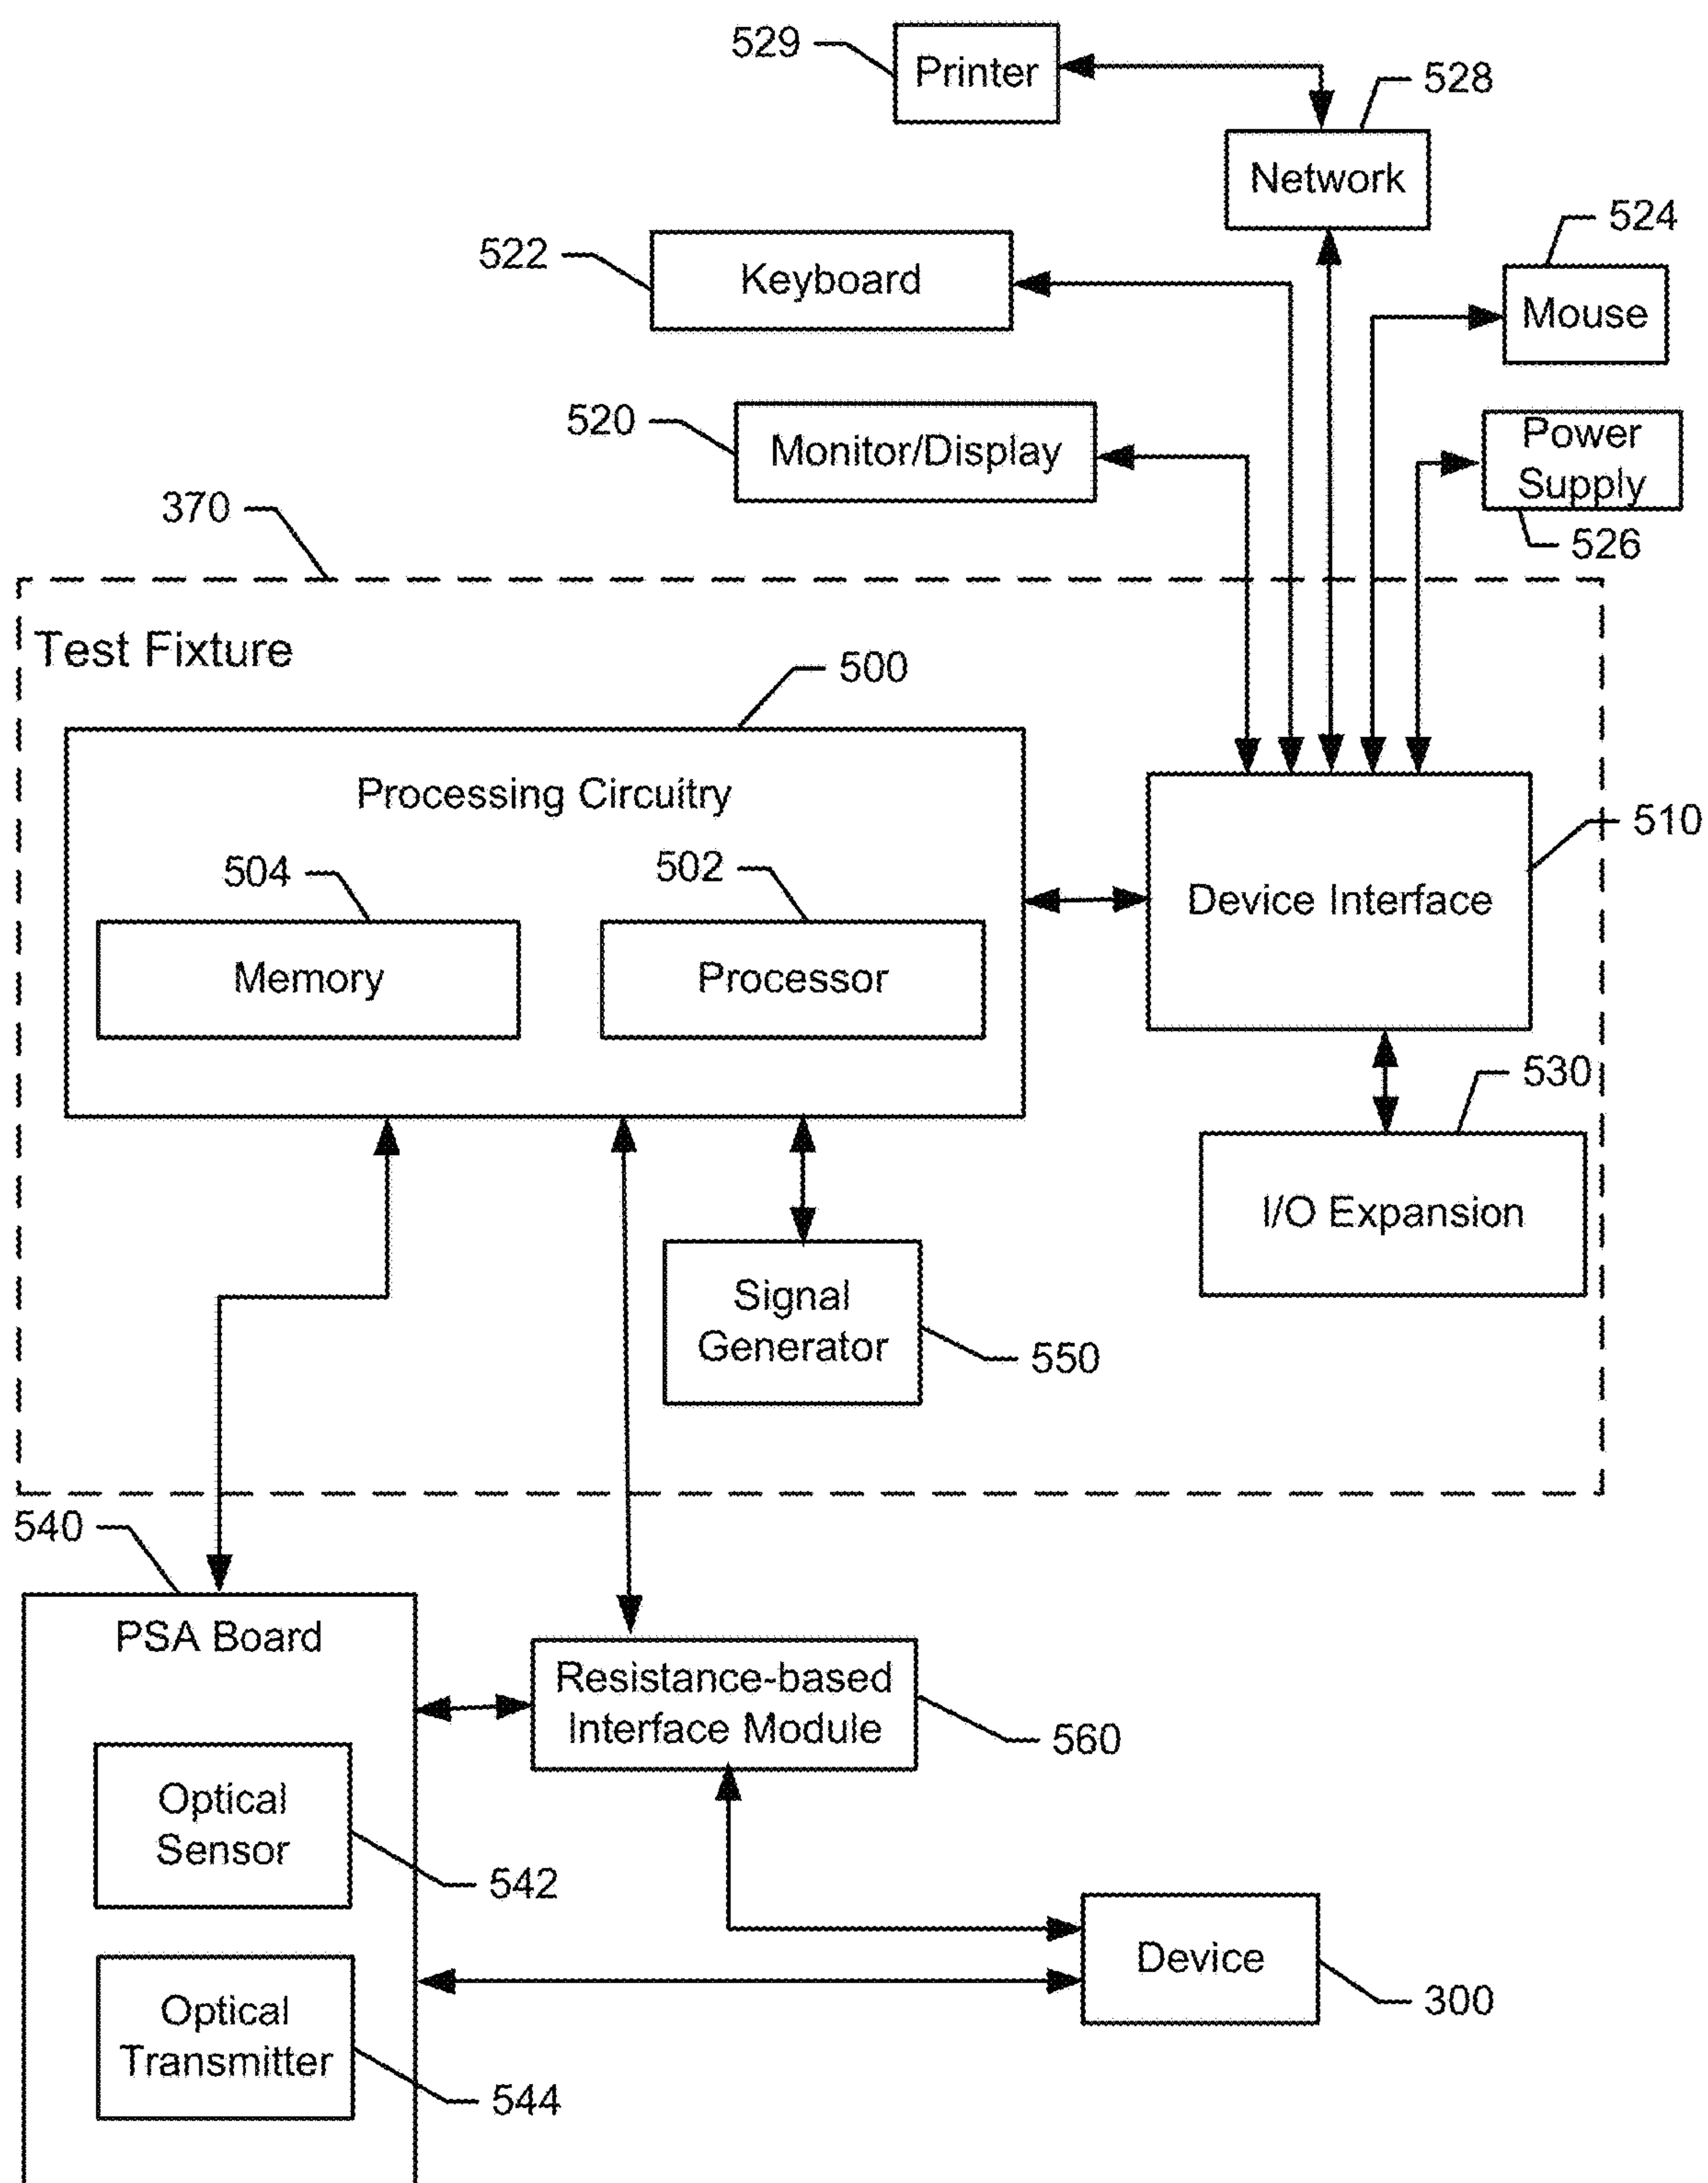 529
Printer
528
Network
524
522
Keyboard
Mouse
520
Monitor/Display
Power
Supply
526
370
Test Fixture
500
Processing Circuitry
510
504
502
Device Interface
Memory
Processor
530
I/O Expansion
Signal
Generator
550
540
PSA Board
Resistance-based
Interface Module
560
Optical
Sensor
542
Device
300
Optical
Transmitter
544